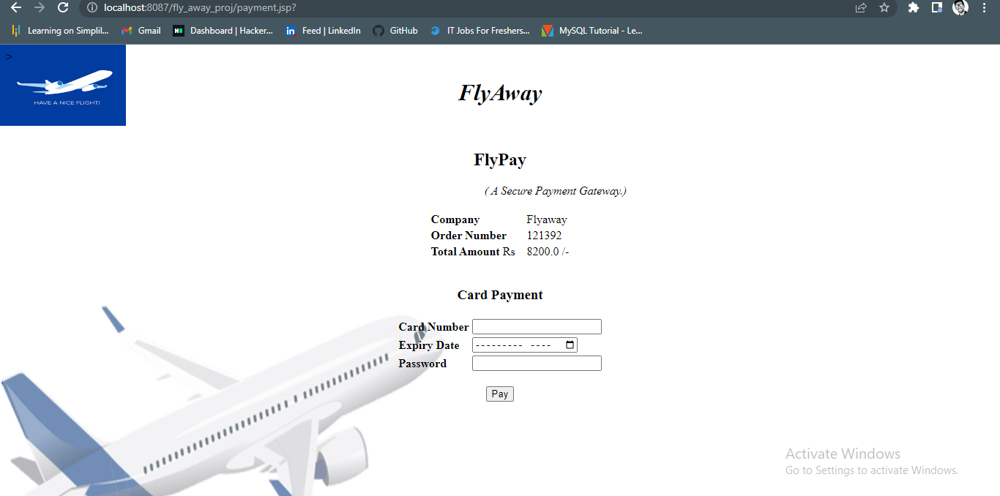 localhost:8087/fly_away_proj/payment.jsp?
Learning on Simplil... Gmail Dashboard | Hacker... Feed | LinkedIn GitHub IT Jobs For Freshers... MySQL Tutorial - Le...
>
HAVE A NICE FLIGHT!
FlyAway
FlyPay
( A Secure Payment Gateway.)
Company Flyaway
Order Number 121392
Total Amount Rs 8200.0 /-
Card Payment
Card Number
Expiry Date --------- ----
Password
Pay
Activate Windows
Go to Settings to activate Windows.